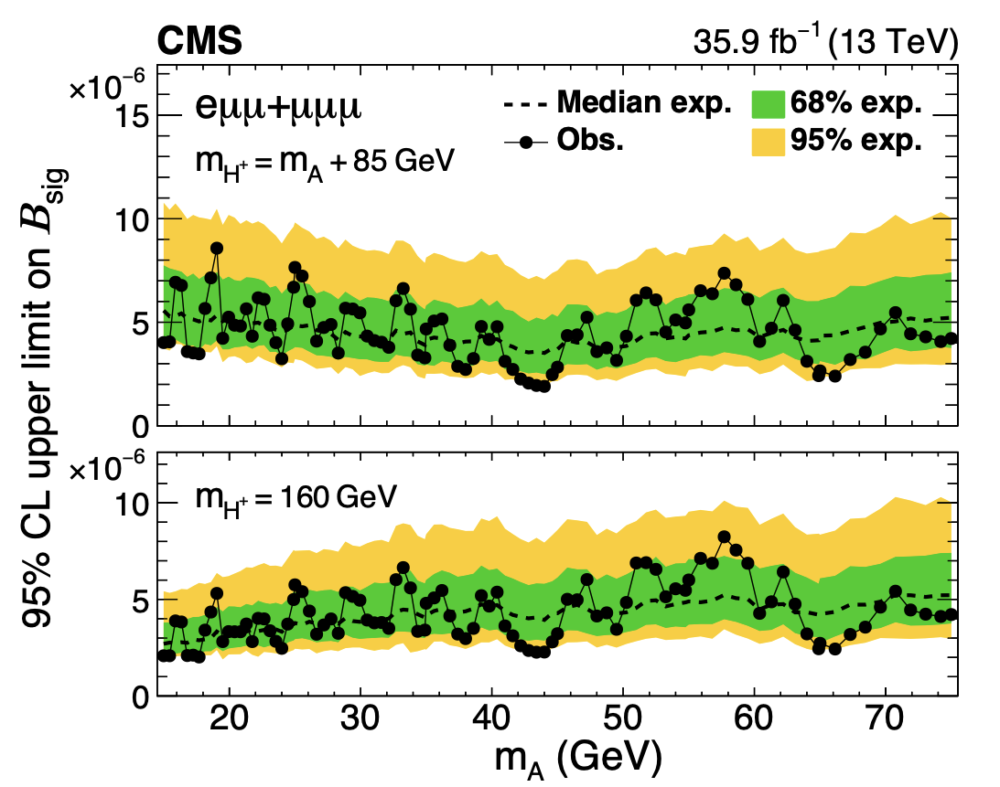 CMS 35.9 fb⁻¹ (13 TeV)
×10⁻⁶
eμμ+μμμ
m_H⁺ = m_A + 85 GeV
Median exp.
Obs.
68% exp.
95% exp.
15
10
5
0
95% CL upper limit on B_sig
×10⁻⁶
m_H⁺ = 160 GeV
10
5
0
20 30 40 50 60 70
m_A (GeV)